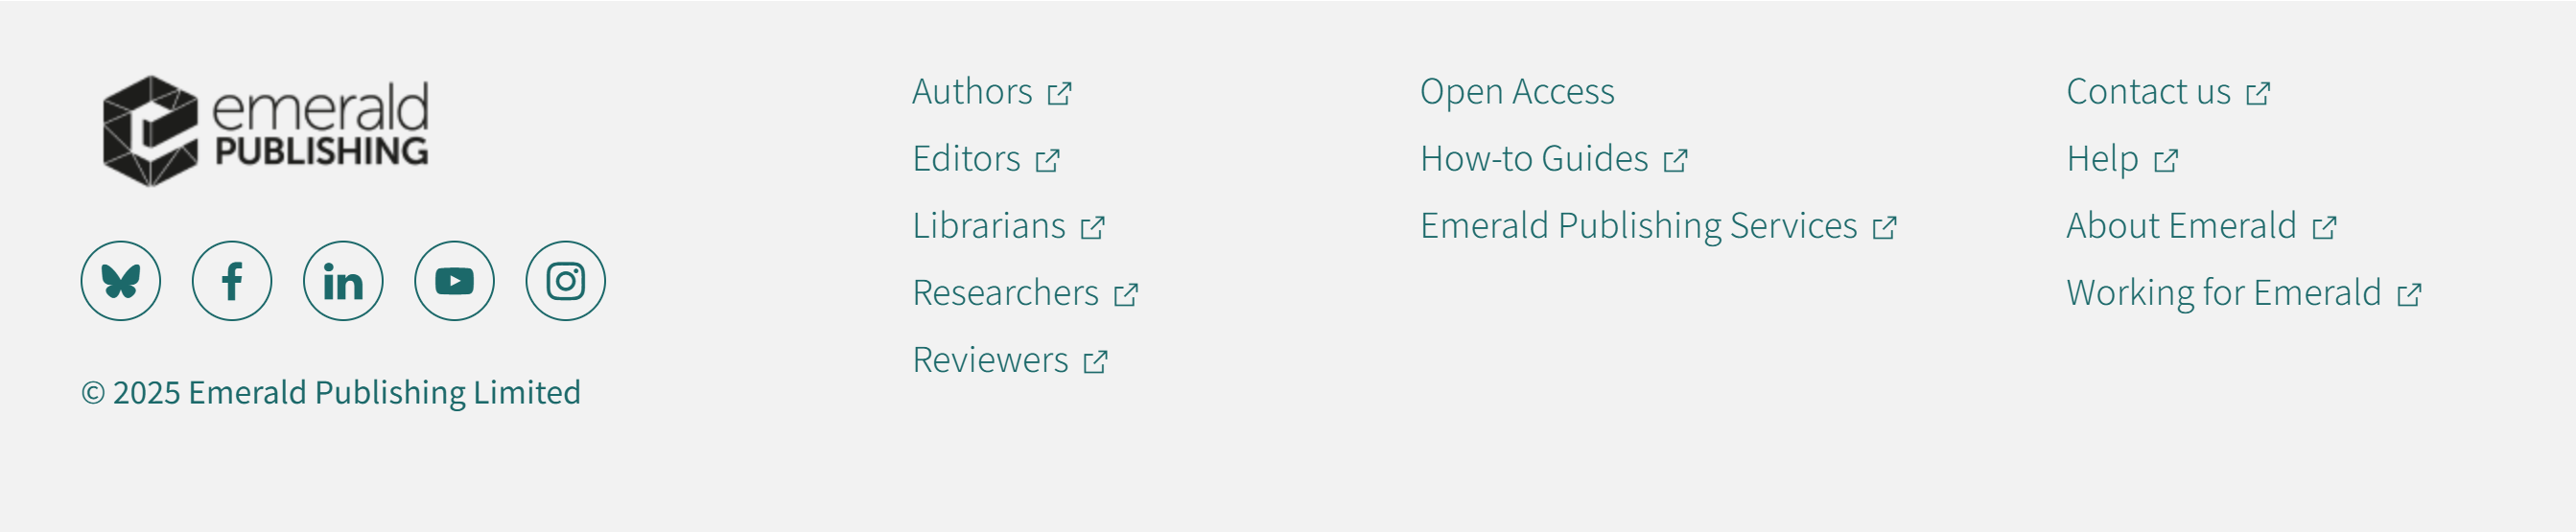 emerald
PUBLISHING
© 2025 Emerald Publishing Limited
Authors
Editors
Librarians
Researchers
Reviewers
Open Access
How-to Guides
Emerald Publishing Services
Contact us
Help
About Emerald
Working for Emerald